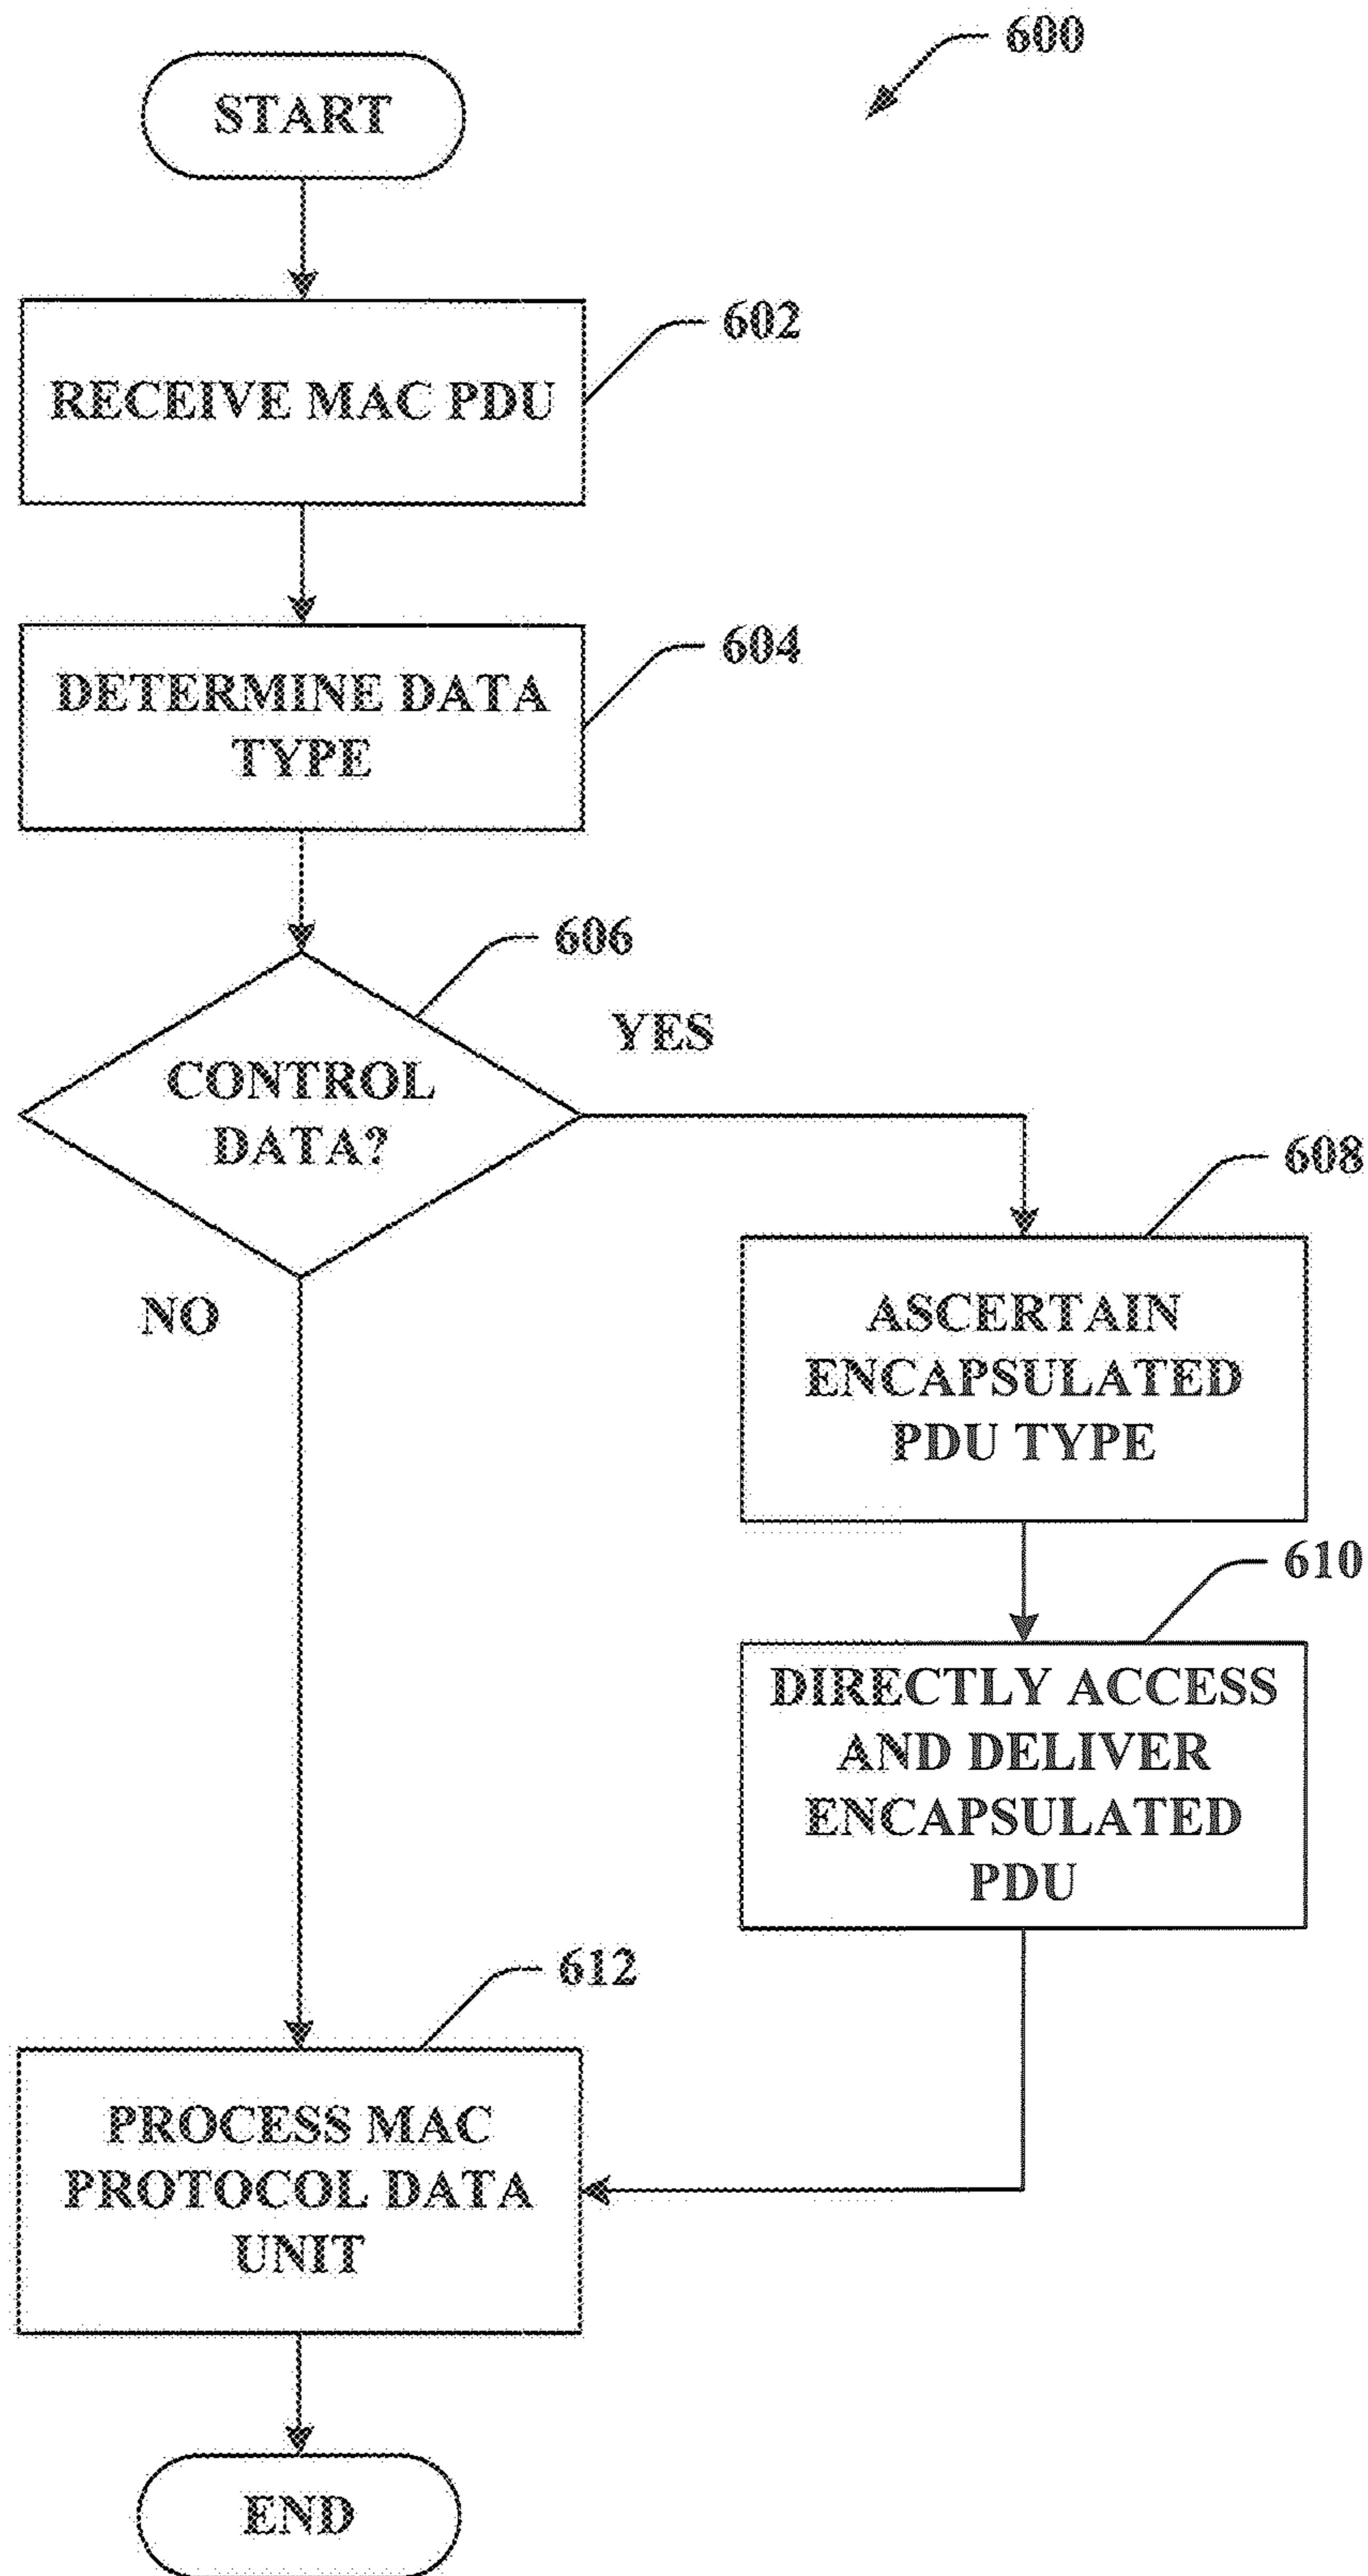 600
START
602
RECEIVE MAC PDU
604
DETERMINE DATA
TYPE
606
YES
CONTROL
DATA?
NO
608
ASCERTAIN
ENCAPSULATED
PDU TYPE
610
DIRECTLY ACCESS
AND DELIVER
ENCAPSULATED
PDU
612
PROCESS MAC
PROTOCOL DATA
UNIT
END